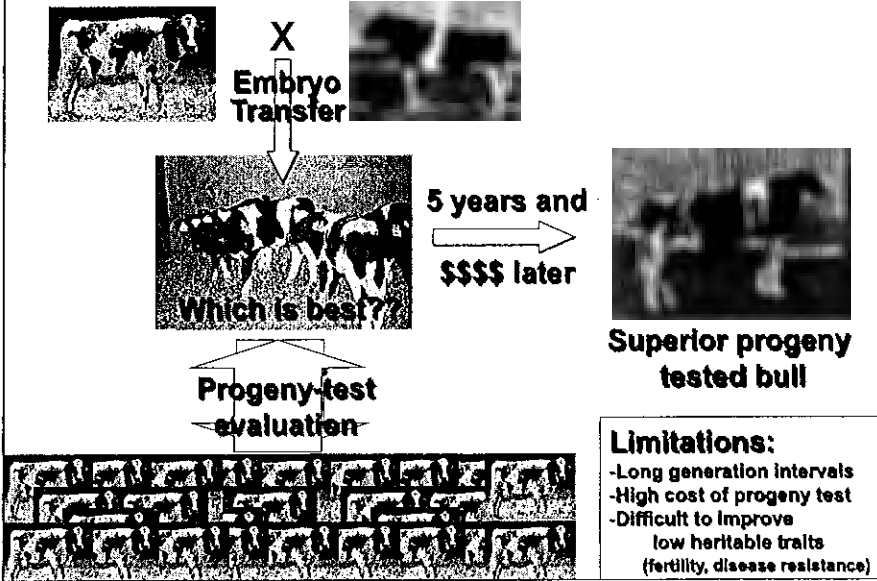 X
Embryo
Transfer
5 years and
$$$$ later
Which is best??
Superior progeny
tested bull
Progeny-test
evaluation
Limitations:
-Long generation intervals
-High cost of progeny test
-Difficult to improve
low heritable traits
(fertility, disease resistance)